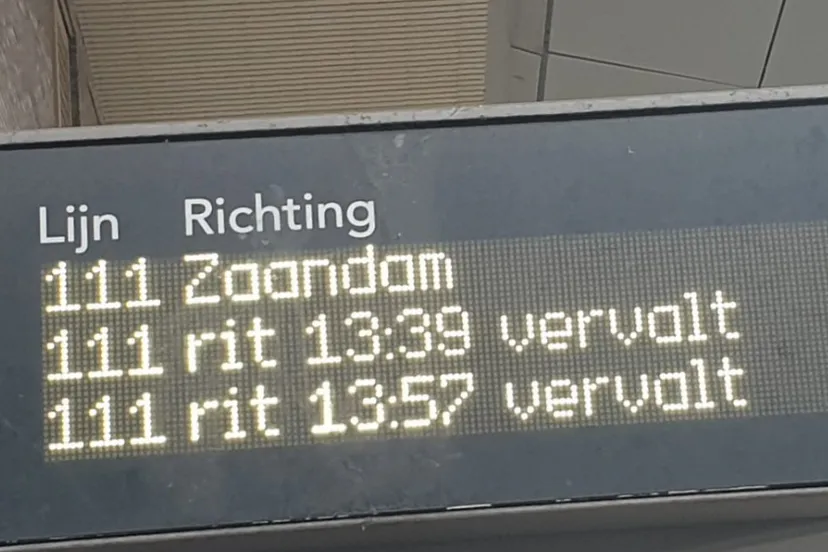 Lijn Richting
111 Zaandam
111 rit 13:39 vervalt
111 rit 13:57 vervalt